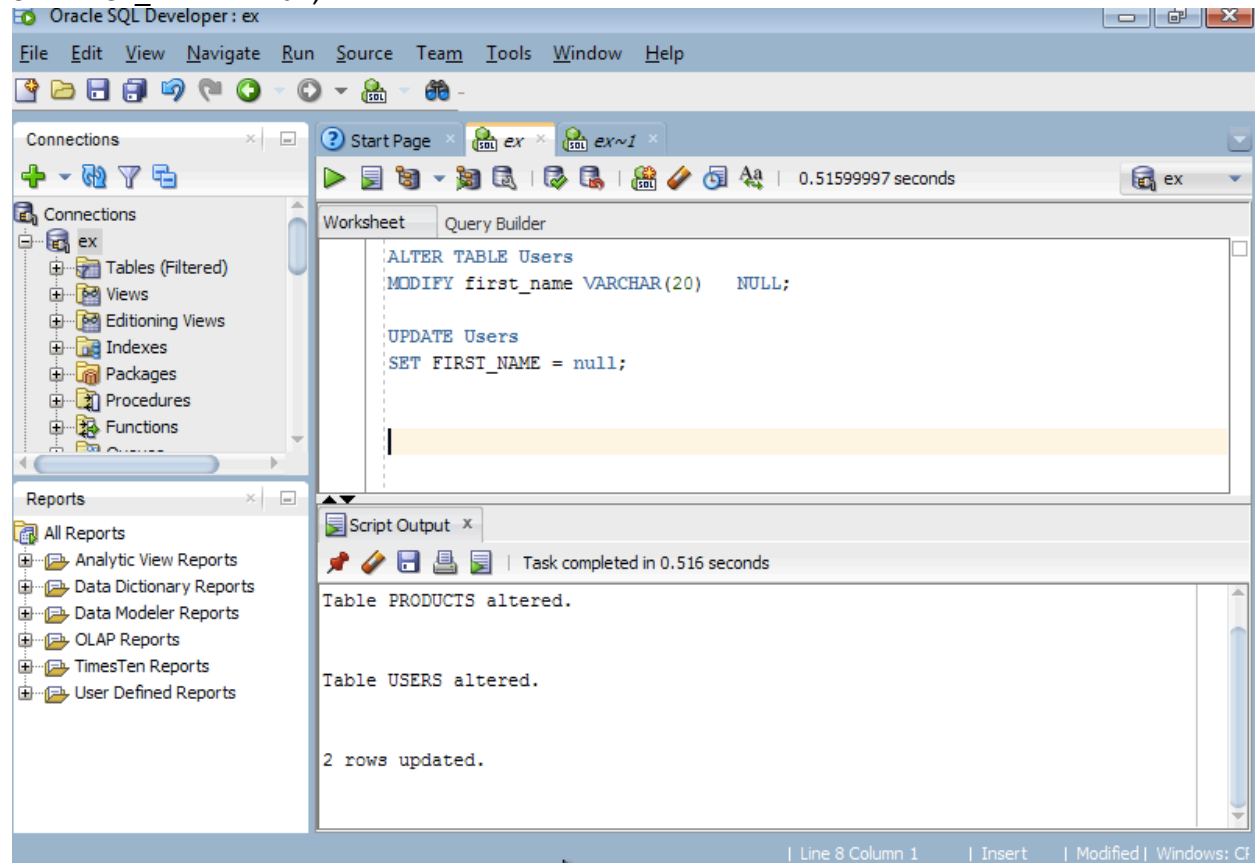 Oracle SQL Developer : ex
File Edit View Navigate Run Source Team Tools Window Help
Connections
Connections
ex
Tables (Filtered)
Views
Editioning Views
Indexes
Packages
Procedures
Functions
Reports
All Reports
Analytic View Reports
Data Dictionary Reports
Data Modeler Reports
OLAP Reports
TimesTen Reports
User Defined Reports
Start Page ex ex~1
0.51599997 seconds ex
Worksheet Query Builder
ALTER TABLE Users
MODIFY first_name VARCHAR(20) NULL;
UPDATE Users
SET FIRST_NAME = null;
Script Output x
Task completed in 0.516 seconds
Table PRODUCTS altered.
Table USERS altered.
2 rows updated.
| Line 8 Column 1 | Insert | Modified | Windows: